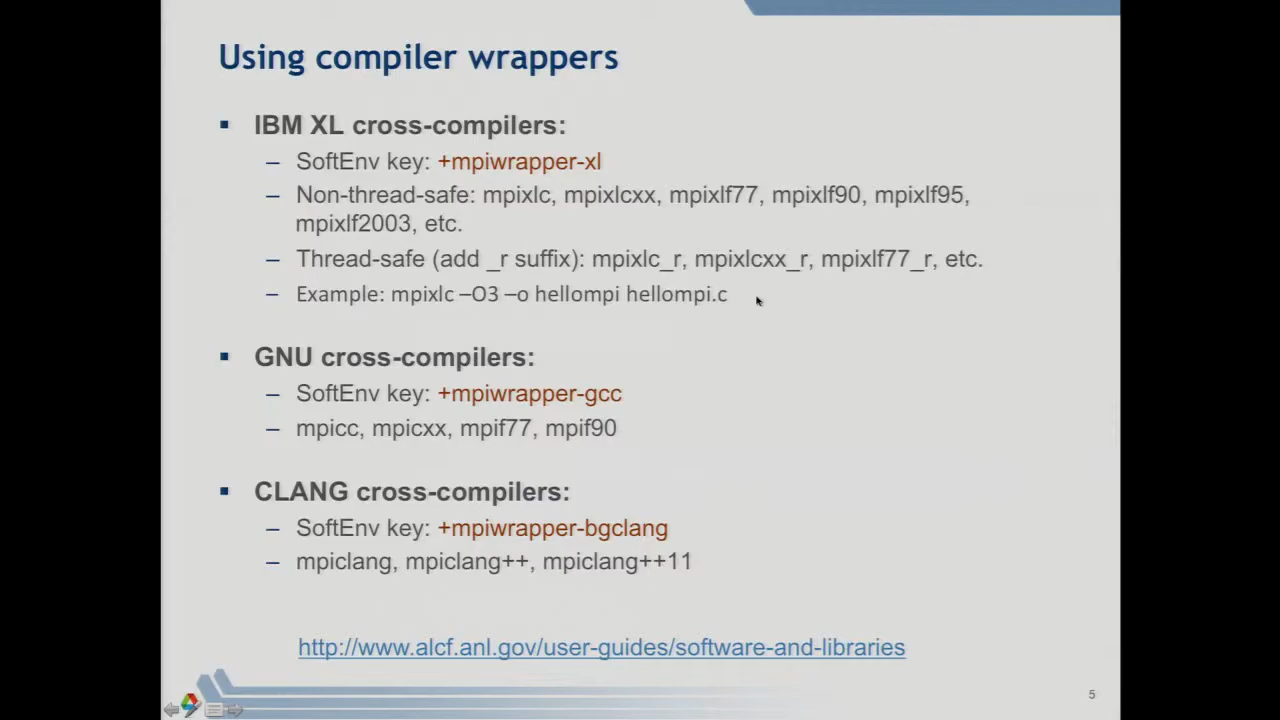 Using compiler wrappers
▪ IBM XL cross-compilers:
– SoftEnv key: +mpiwrapper-xl
– Non-thread-safe: mpixlc, mpixlcxx, mpixlf77, mpixlf90, mpixlf95,
mpixlf2003, etc.
– Thread-safe (add _r suffix): mpixlc_r, mpixlcxx_r, mpixlf77_r, etc.
– Example: mpixlc –O3 –o hellompi hellompi.c
▪ GNU cross-compilers:
– SoftEnv key: +mpiwrapper-gcc
– mpicc, mpicxx, mpif77, mpif90
▪ CLANG cross-compilers:
– SoftEnv key: +mpiwrapper-bgclang
– mpiclang, mpiclang++, mpiclang++11
http://www.alcf.anl.gov/user-guides/software-and-libraries
5